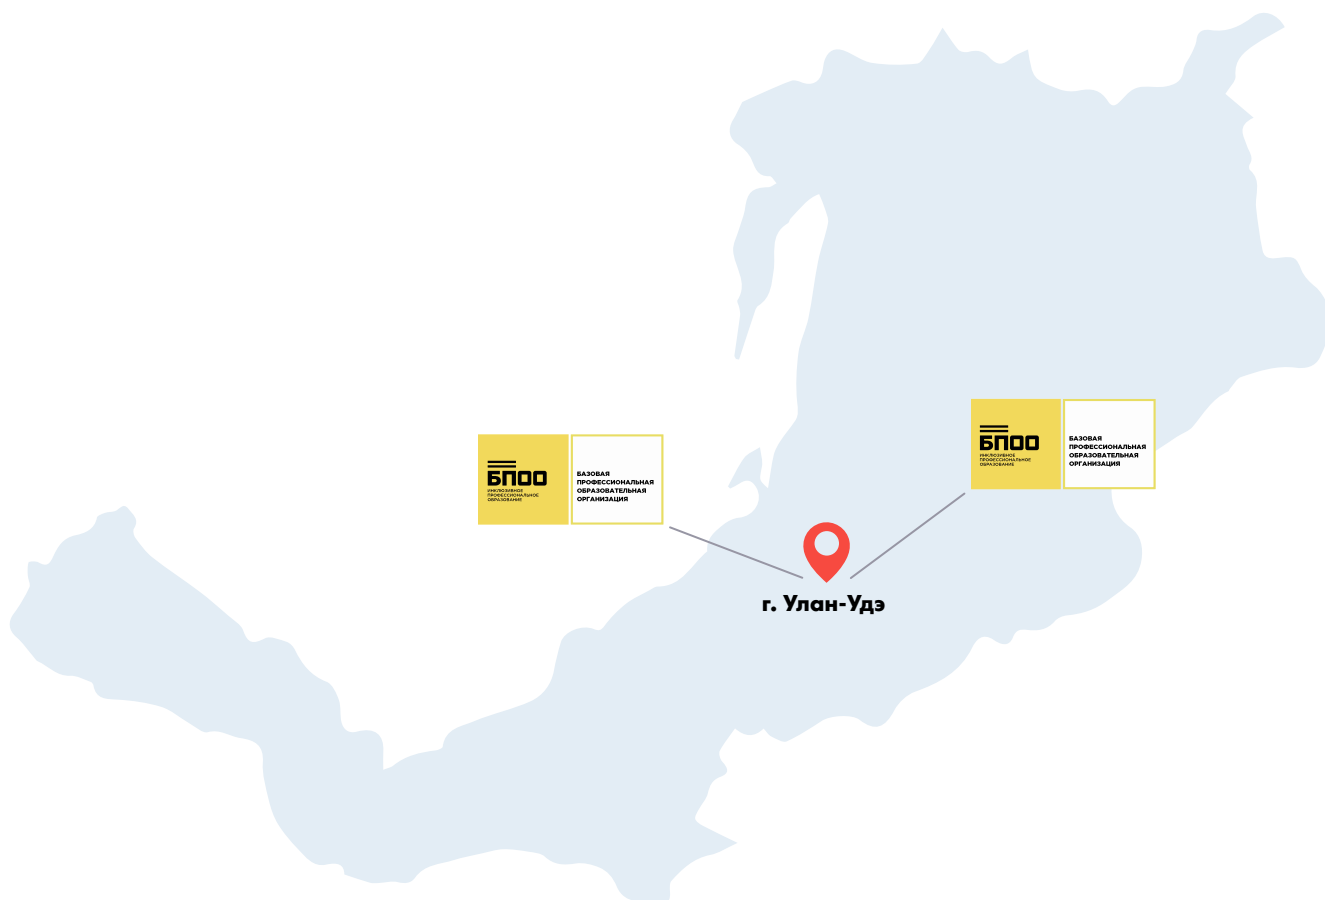 БПОО
ИНКЛЮЗИВНОЕ
ПРОФЕССИОНАЛЬНОЕ
ОБРАЗОВАНИЕ
БАЗОВАЯ
ПРОФЕССИОНАЛЬНАЯ
ОБРАЗОВАТЕЛЬНАЯ
ОРГАНИЗАЦИЯ
БПОО
ИНКЛЮЗИВНОЕ
ПРОФЕССИОНАЛЬНОЕ
ОБРАЗОВАНИЕ
БАЗОВАЯ
ПРОФЕССИОНАЛЬНАЯ
ОБРАЗОВАТЕЛЬНАЯ
ОРГАНИЗАЦИЯ
г. Улан-Удэ